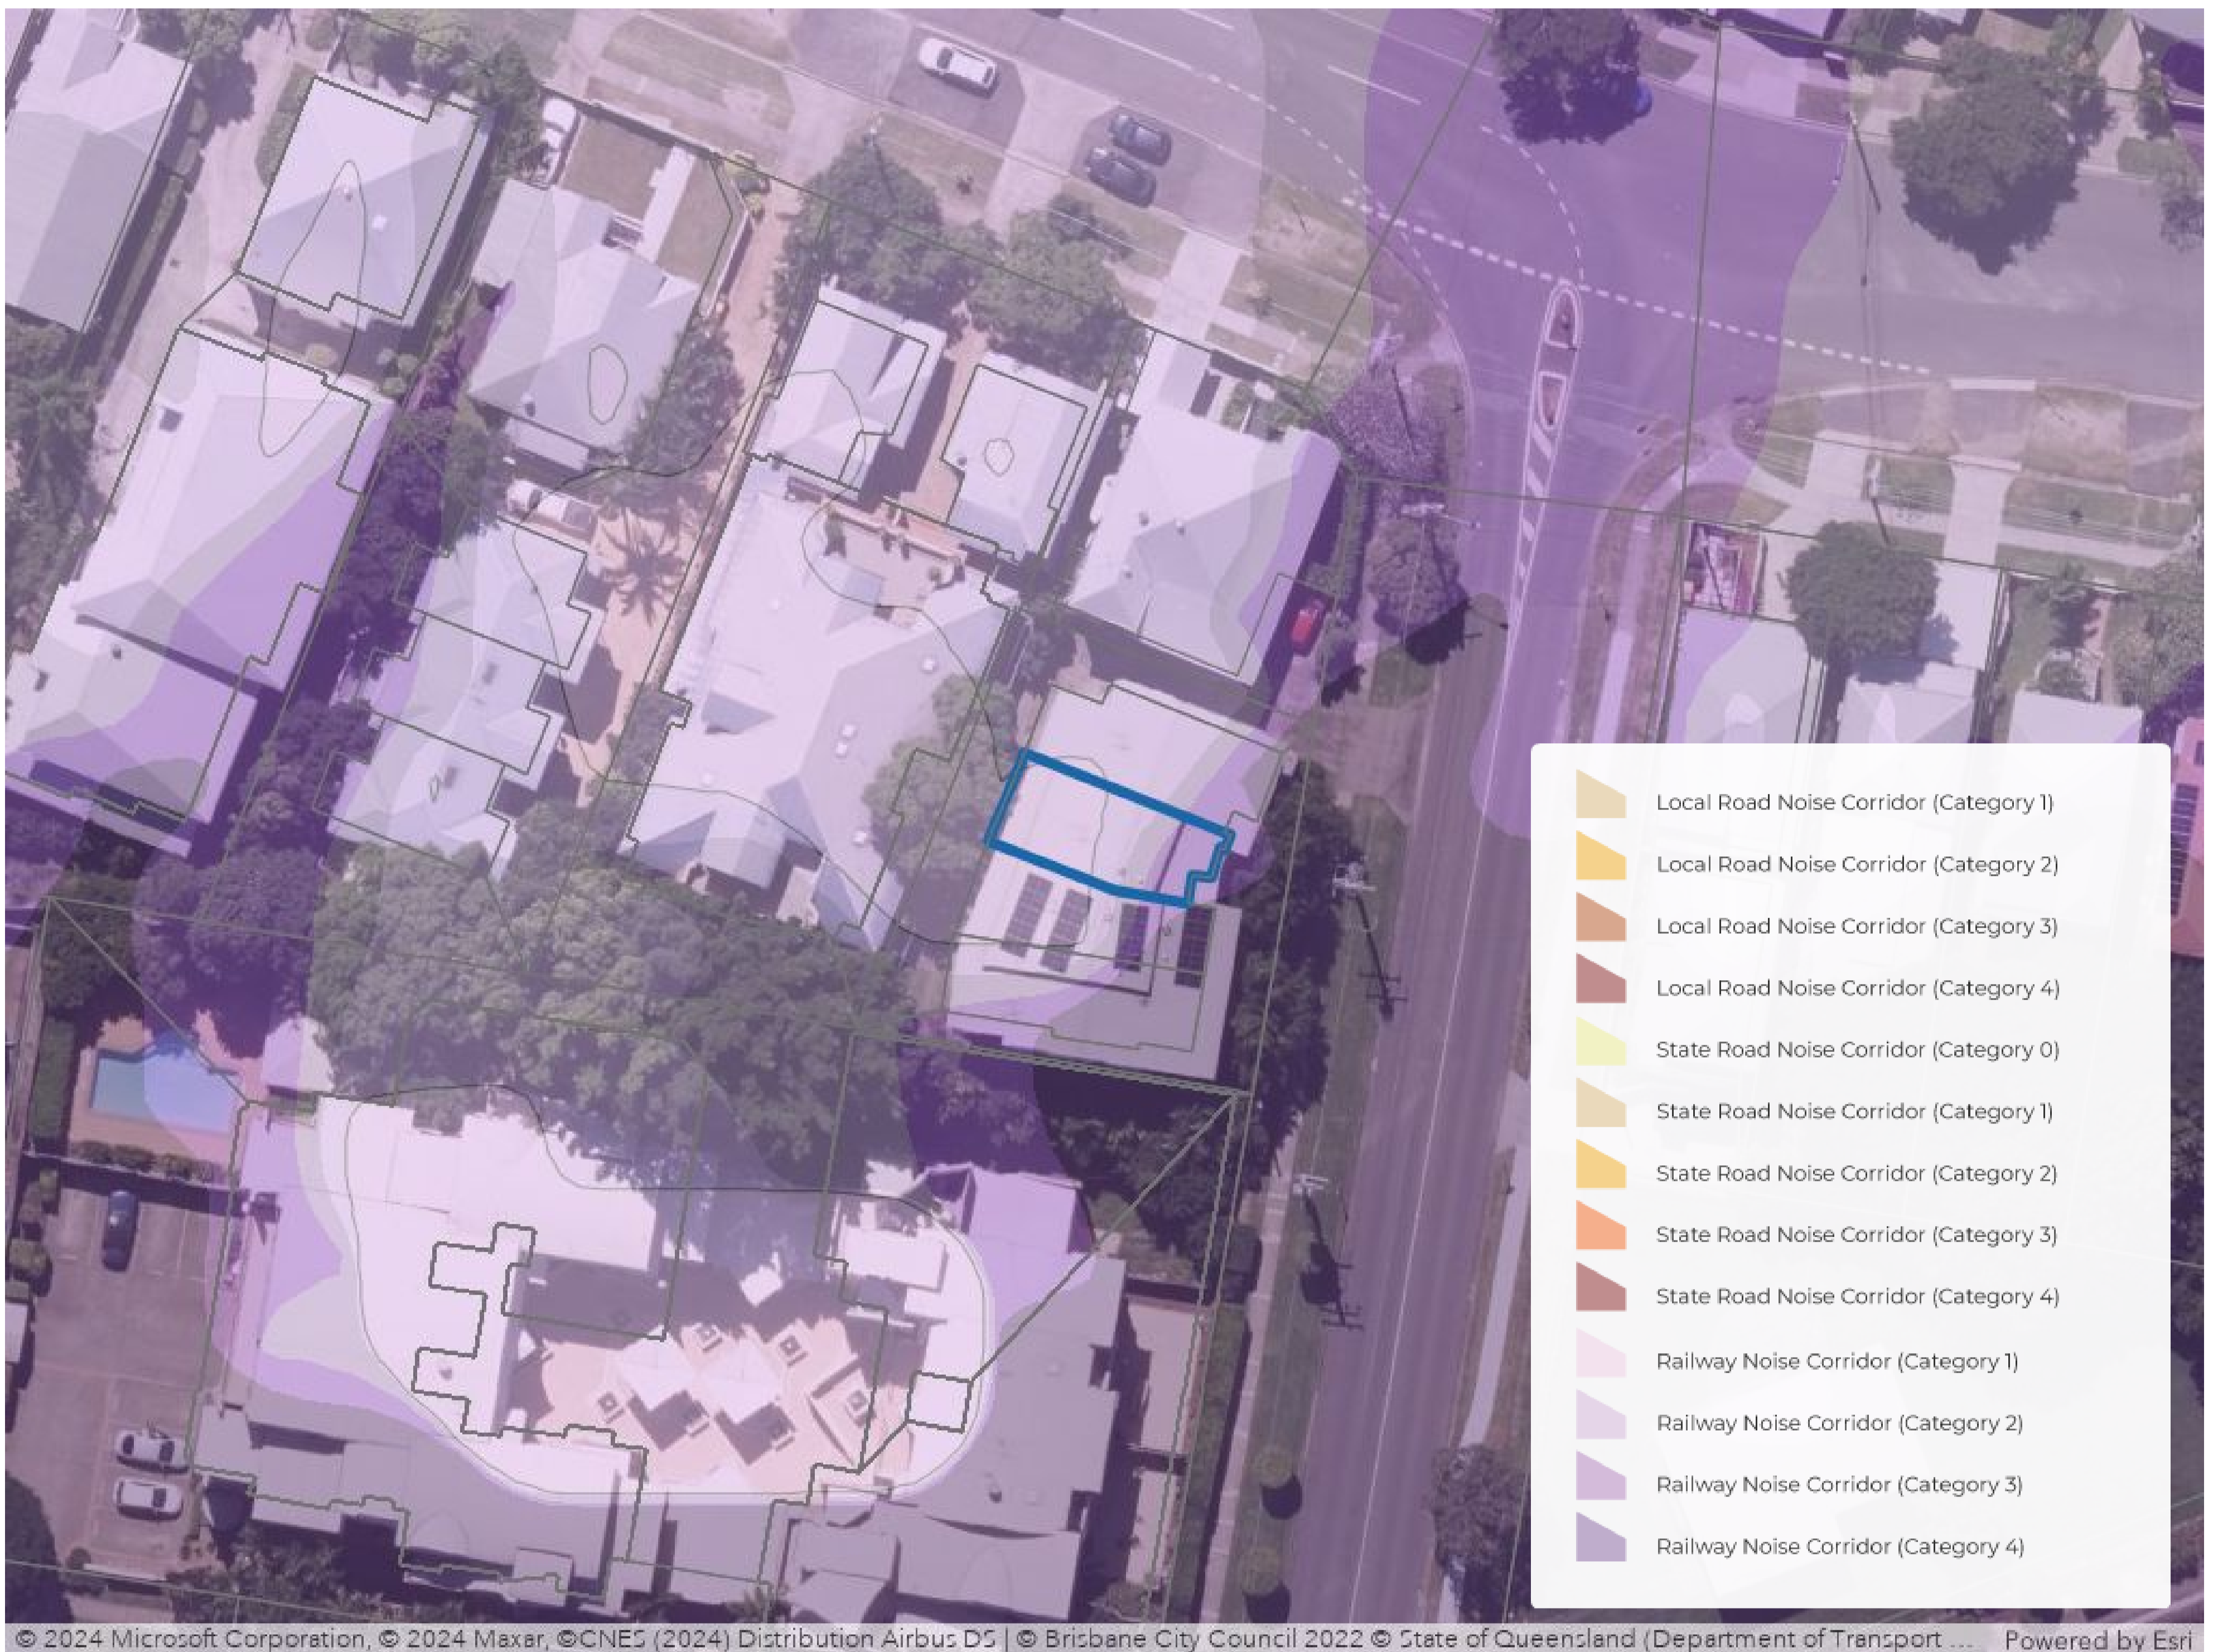 Local Road Noise Corridor (Category 1)
Local Road Noise Corridor (Category 2)
Local Road Noise Corridor (Category 3)
Local Road Noise Corridor (Category 4)
State Road Noise Corridor (Category 0)
State Road Noise Corridor (Category 1)
State Road Noise Corridor (Category 2)
State Road Noise Corridor (Category 3)
State Road Noise Corridor (Category 4)
Railway Noise Corridor (Category 1)
Railway Noise Corridor (Category 2)
Railway Noise Corridor (Category 3)
Railway Noise Corridor (Category 4)
© 2024 Microsoft Corporation, © 2024 Maxar, ©CNES (2024) Distribution Airbus DS | © Brisbane City Council 2022 © State of Queensland (Department of Transport ... Powered by Esri